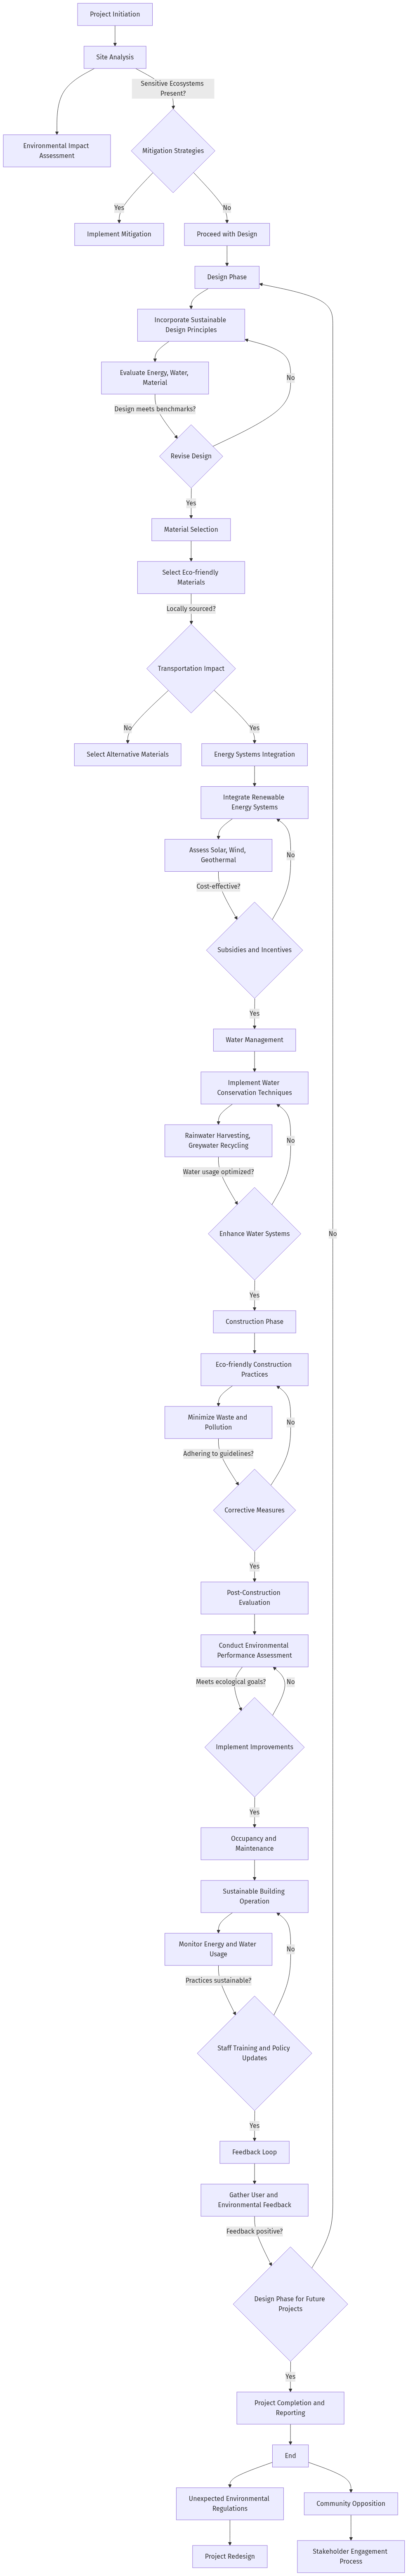 Project Initiation
Site Analysis
Sensitive Ecosystems
Present?
Environmental Impact
Assessment
Mitigation Strategies
Yes
No
Implement Mitigation
Proceed with Design
Design Phase
Incorporate Sustainable
Design Principles
Evaluate Energy, Water,
Material
No
Design meets benchmarks?
Revise Design
Yes
Material Selection
Select Eco-friendly
Materials
Locally sourced?
Transportation Impact
No
Yes
Select Alternative Materials
Energy Systems Integration
Integrate Renewable
Energy Systems
Assess Solar, Wind,
Geothermal
No
Cost-effective?
Subsidies and Incentives
Yes
Water Management
Implement Water
Conservation Techniques
Rainwater Harvesting,
Greywater Recycling
No
Water usage optimized?
Enhance Water Systems
No
Yes
Construction Phase
Eco-friendly Construction
Practices
Minimize Waste and
Pollution
No
Adhering to guidelines?
Corrective Measures
Yes
Post-Construction
Evaluation
Conduct Environmental
Performance Assessment
Meets ecological goals?
No
Implement Improvements
Yes
Occupancy and
Maintenance
Sustainable Building
Operation
Monitor Energy and Water
Usage
No
Practices sustainable?
Staff Training and Policy
Updates
Yes
Feedback Loop
Gather User and
Environmental Feedback
Feedback positive?
Design Phase for Future
Projects
Yes
Project Completion and
Reporting
End
Unexpected Environmental
Regulations
Community Opposition
Project Redesign
Stakeholder Engagement
Process